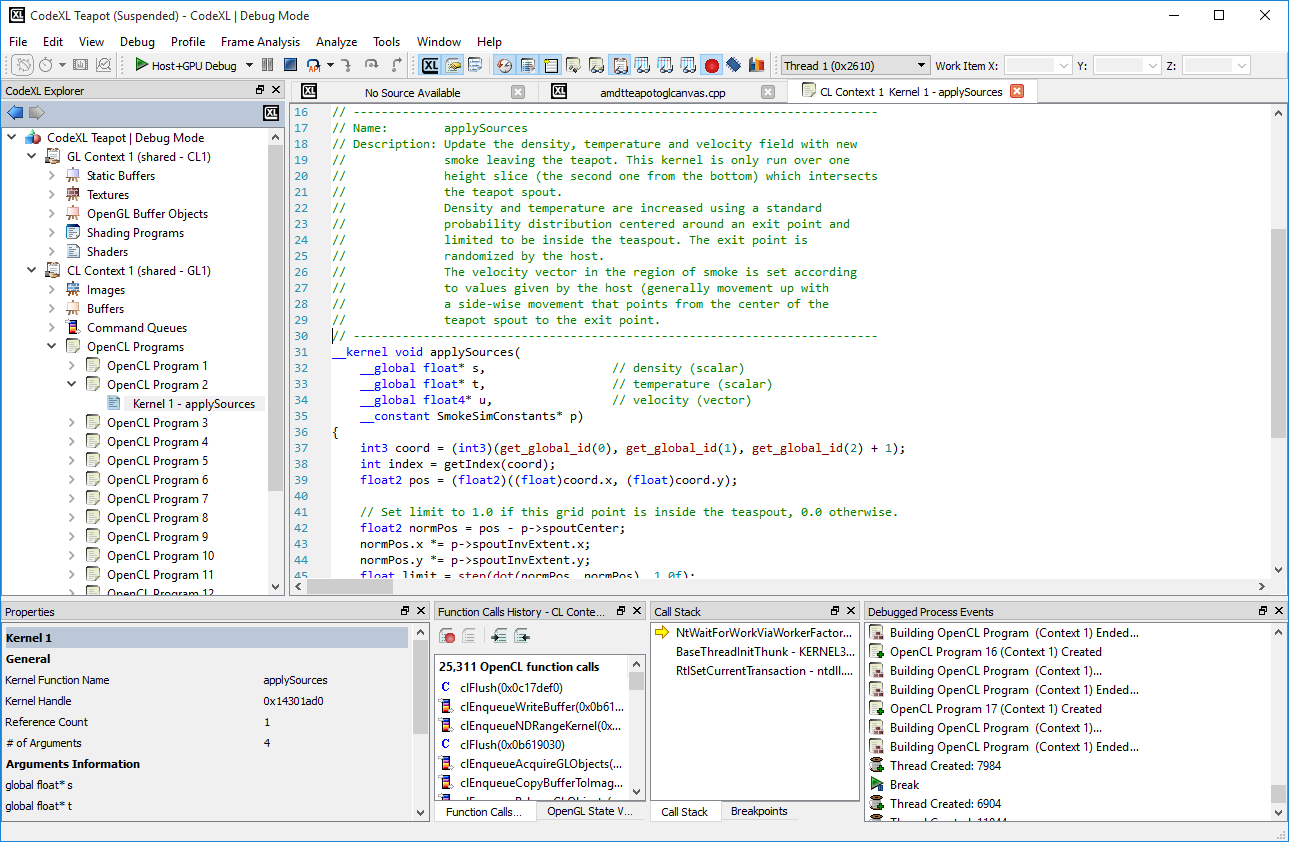 CodeXL Teapot (Suspended) - CodeXL | Debug Mode
File Edit View Debug Profile Frame Analysis Analyze Tools Window Help
Host+GPU Debug Thread 1 (0x2610) Work Item X: Y: Z:
CodeXL Explorer
CodeXL Teapot | Debug Mode
GL Context 1 (shared - CL1)
Static Buffers
Textures
OpenGL Buffer Objects
Shading Programs
Shaders
CL Context 1 (shared - GL1)
Images
Buffers
Command Queues
OpenCL Programs
OpenCL Program 1
OpenCL Program 2
Kernel 1 - applySources
OpenCL Program 3
OpenCL Program 4
OpenCL Program 5
OpenCL Program 6
OpenCL Program 7
OpenCL Program 8
OpenCL Program 9
OpenCL Program 10
OpenCL Program 11
OpenCL Program 12
No Source Available amdtteapotoglcanvas.cpp CL Context 1 Kernel 1 - applySources
16 // ---------------------------------------------------------------------------
17 // Name: applySources
18 // Description: Update the density, temperature and velocity field with new
19 // smoke leaving the teapot. This kernel is only run over one
20 // height slice (the second one from the bottom) which intersects
21 // the teapot spout.
22 // Density and temperature are increased using a standard
23 // probability distribution centered around an exit point and
24 // limited to be inside the teaspout. The exit point is
25 // randomized by the host.
26 // The velocity vector in the region of smoke is set according
27 // to values given by the host (generally movement up with
28 // a side-wise movement that points from the center of the
29 // teapot spout to the exit point.
30 // ---------------------------------------------------------------------------
31 __kernel void applySources(
32 __global float* s, // density (scalar)
33 __global float* t, // temperature (scalar)
34 __global float4* u, // velocity (vector)
35 __constant SmokeSimConstants* p)
36 {
37 int3 coord = (int3)(get_global_id(0), get_global_id(1), get_global_id(2) + 1);
38 int index = getIndex(coord);
39 float2 pos = (float2)((float)coord.x, (float)coord.y);
40
41 // Set limit to 1.0 if this grid point is inside the teaspout, 0.0 otherwise.
42 float2 normPos = pos - p->spoutCenter;
43 normPos.x *= p->spoutInvExtent.x;
44 normPos.y *= p->spoutInvExtent.y;
45 float limit = step(dot(normPos, normPos), 1.0f);
Properties
Kernel 1
General
Kernel Function Name applySources
Kernel Handle 0x14301ad0
Reference Count 1
# of Arguments 4
Arguments Information
global float* s
global float* t
Function Calls History - CL Conte...
25,311 OpenCL function calls
clFlush(0x0c17def0)
clEnqueueWriteBuffer(0x0b61...
clEnqueueNDRangeKernel(0x...
clFlush(0x0b619030)
clEnqueueAcquireGLObjects(...
clEnqueueCopyBufferToImag...
Function Calls... OpenGL State V...
Call Stack
NtWaitForWorkViaWorkerFactor...
BaseThreadInitThunk - KERNEL3...
RtlSetCurrentTransaction - ntdll....
Call Stack Breakpoints
Debugged Process Events
Building OpenCL Program (Context 1) Ended...
OpenCL Program 16 (Context 1) Created
Building OpenCL Program (Context 1)...
Building OpenCL Program (Context 1) Ended...
OpenCL Program 17 (Context 1) Created
Building OpenCL Program (Context 1)...
Building OpenCL Program (Context 1) Ended...
Thread Created: 7984
Break
Thread Created: 6904